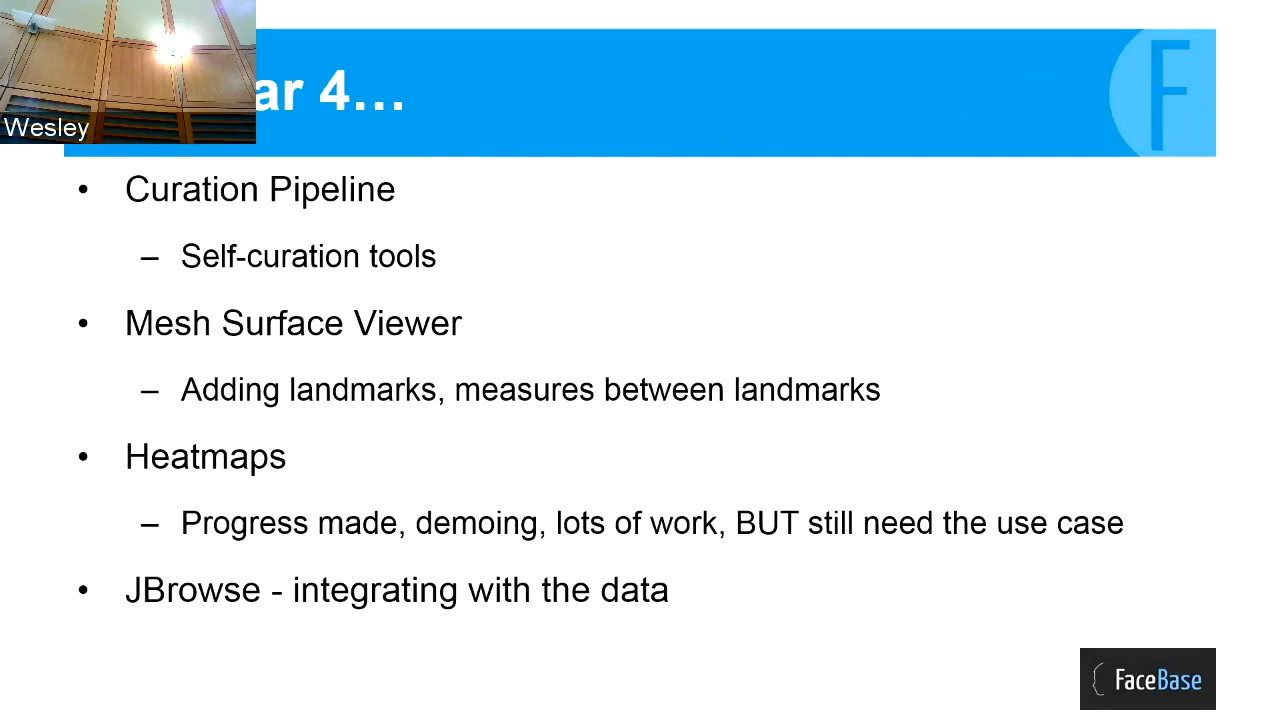 ar 4…
Wesley
• Curation Pipeline
– Self-curation tools
• Mesh Surface Viewer
– Adding landmarks, measures between landmarks
• Heatmaps
– Progress made, demoing, lots of work, BUT still need the use case
• JBrowse - integrating with the data
FaceBase